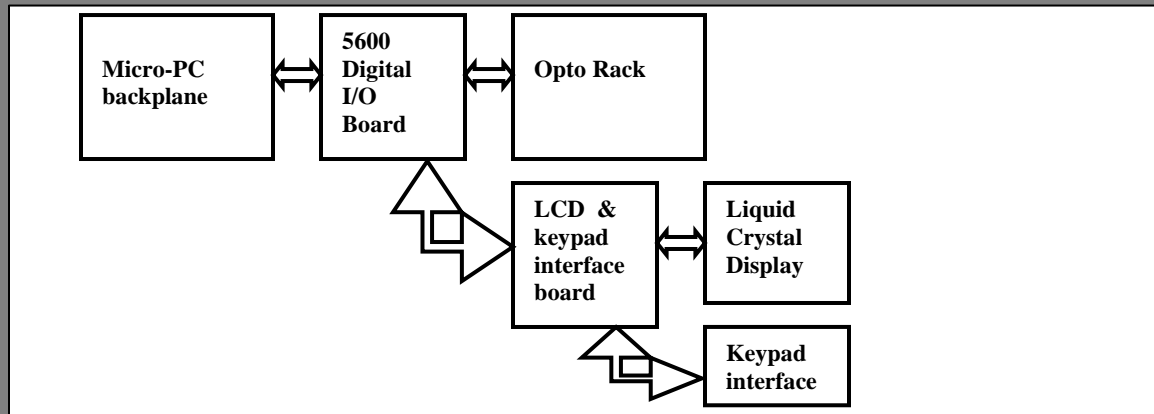 Micro-PC
backplane
5600
Digital
I/O
Board
Opto Rack
LCD &
keypad
interface
board
Liquid
Crystal
Display
Keypad
interface